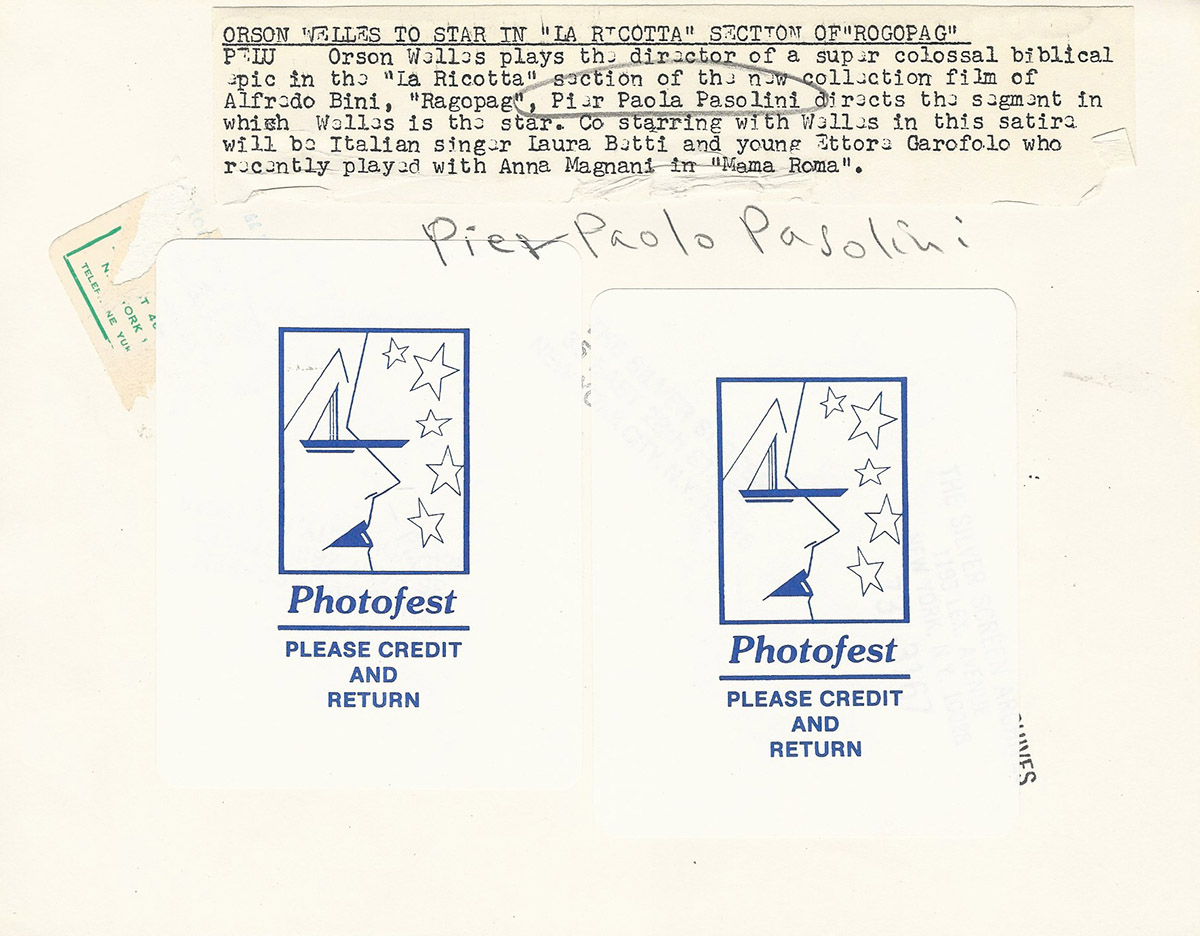 ORSON WELLES TO STAR IN "LA RICOTTA" SECTION OF "ROGOPAG"
Orson Welles plays the director of a super colossal biblical
epic in the "La Ricotta" section of the new collection film of
Alfredo Bini, "Ragopag", Pier Paola Pasolini directs the segment in
which Welles is the star. Co starring with Welles in this satire
will be Italian singer Laura Betti and young Ettore Garofolo who
recently played with Anna Magnani in "Mama Roma".
Pier Paolo Pasolini
Photofest
PLEASE CREDIT
AND
RETURN
Photofest
PLEASE CREDIT
AND
RETURN